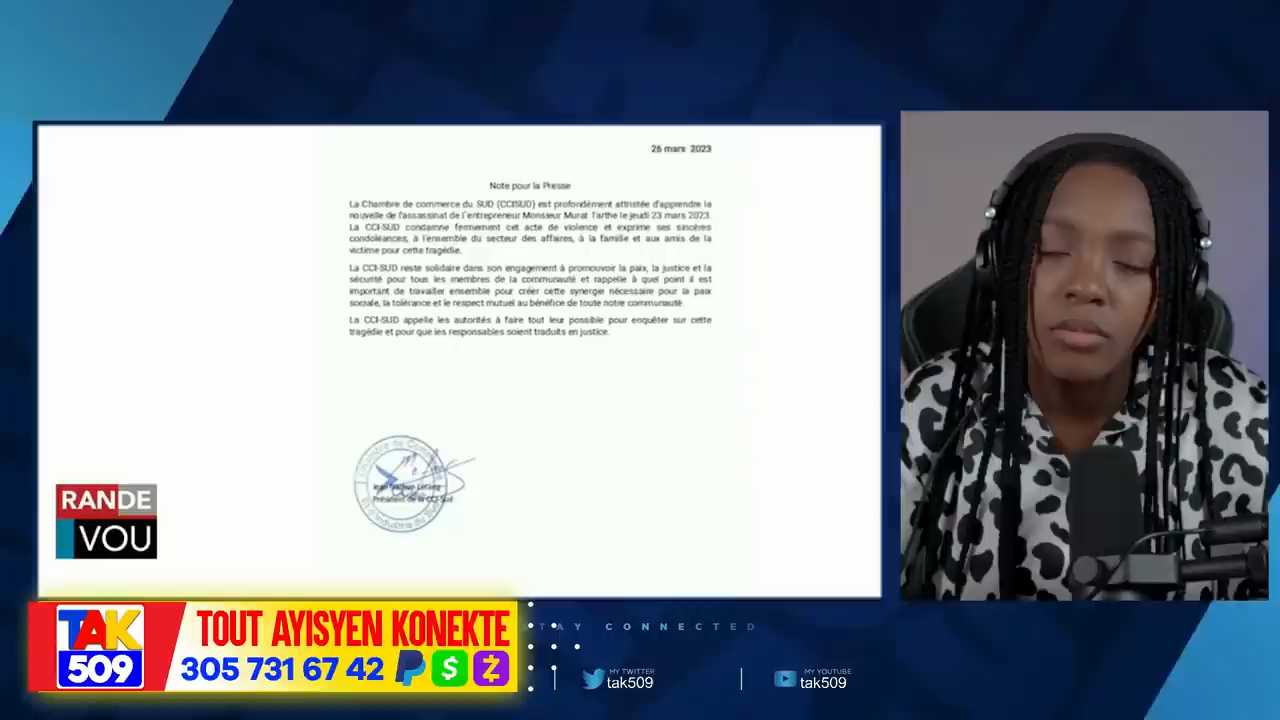 26 mars 2023
Note pour la Presse
La Chambre de commerce du SUD (CCISUD) est profondément attristée d'apprendre la
nouvelle de l'assassinat de l'entrepreneur Monsieur Murat l'arthe le jeudi 23 mars 2023.
La CCI-SUD condamne fermement cet acte de violence et exprime ses sincères
condoléances, à l'ensemble du secteur des affaires, à la famille et aux amis de la
victime pour cette tragédie.
La CCI-SUD reste solidaire dans son engagement à promouvoir la paix, la justice et la
sécurité pour tous les membres de la communauté et rappelle à quel point il est
important de travailler ensemble pour créer cette synergie nécessaire pour la paix
sociale, la tolérance et le respect mutuel au bénéfice de toute notre communauté.
La CCI-SUD appelle les autorités à faire tout leur possible pour enquêter sur cette
tragédie et pour que les responsables soient traduits en justice.
Chambre de
Président de la CCI-Sud
RANDE
VOU
TAK
509
TOUT AYISYEN KONEKTE
305 731 67 42
TAY CONNECTED
MY TWITTER
tak509
MY YOUTUBE
tak509